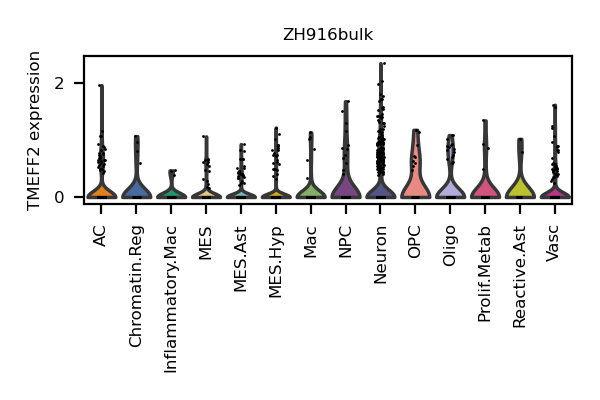 ZH916bulk
TMEFF2 expression
2
0
AC
Chromatin.Reg
Inflammatory.Mac
MES
MES.Ast
MES.Hyp
Mac
NPC
Neuron
OPC
Oligo
Prolif.Metab
Reactive.Ast
Vasc